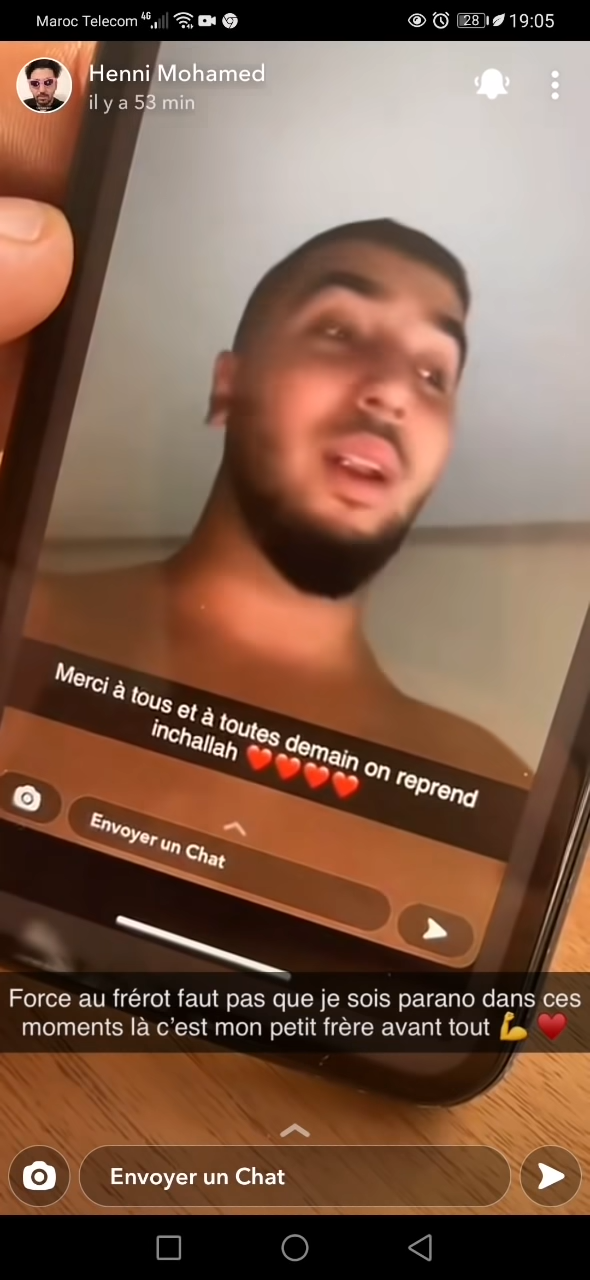 Maroc Telecom 4G
28 19:05
Henni Mohamed
il y a 53 min
Merci à tous et à toutes demain on reprend
inchallah ❤️❤️❤️❤️
Envoyer un Chat
Force au frérot faut pas que je sois parano dans ces
moments là c'est mon petit frère avant tout 💪❤️
Envoyer un Chat